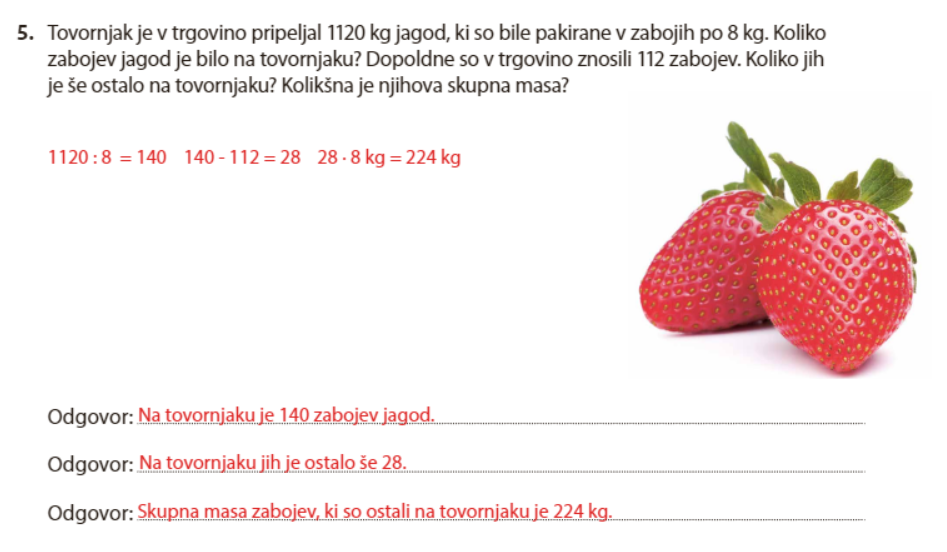 5. Tovornjak je v trgovino pripeljal 1120 kg jagod, ki so bile pakirane v zabojih po 8 kg. Koliko
zabojev jagod je bilo na tovornjaku? Dopoldne so v trgovino znosili 112 zabojev. Koliko jih
je še ostalo na tovornjaku? Kolikšna je njihova skupna masa?
1120 : 8 = 140 140 - 112 = 28 28 · 8 kg = 224 kg
Odgovor: Na tovornjaku je 140 zabojev jagod.
Odgovor: Na tovornjaku jih je ostalo še 28.
Odgovor: Skupna masa zabojev, ki so ostali na tovornjaku je 224 kg.